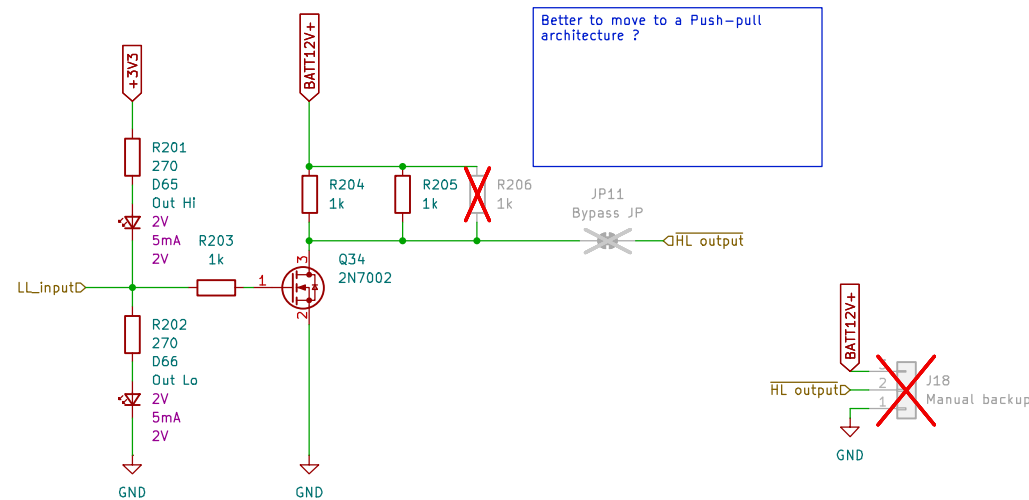 Better to move to a Push-pull
architecture ?
+3V3
BATT12V+
R201
270
D65
Out Hi
2V
5mA
2V
R204
1k
R205
1k
R206
1k
JP11
Bypass JP
HL output
R203
1k
3
Q34
2N7002
1
2
LL_input
R202
270
D66
Out Lo
2V
5mA
2V
GND
GND
BATT12V+
HL output
2
1
J18
Manual backup
GND